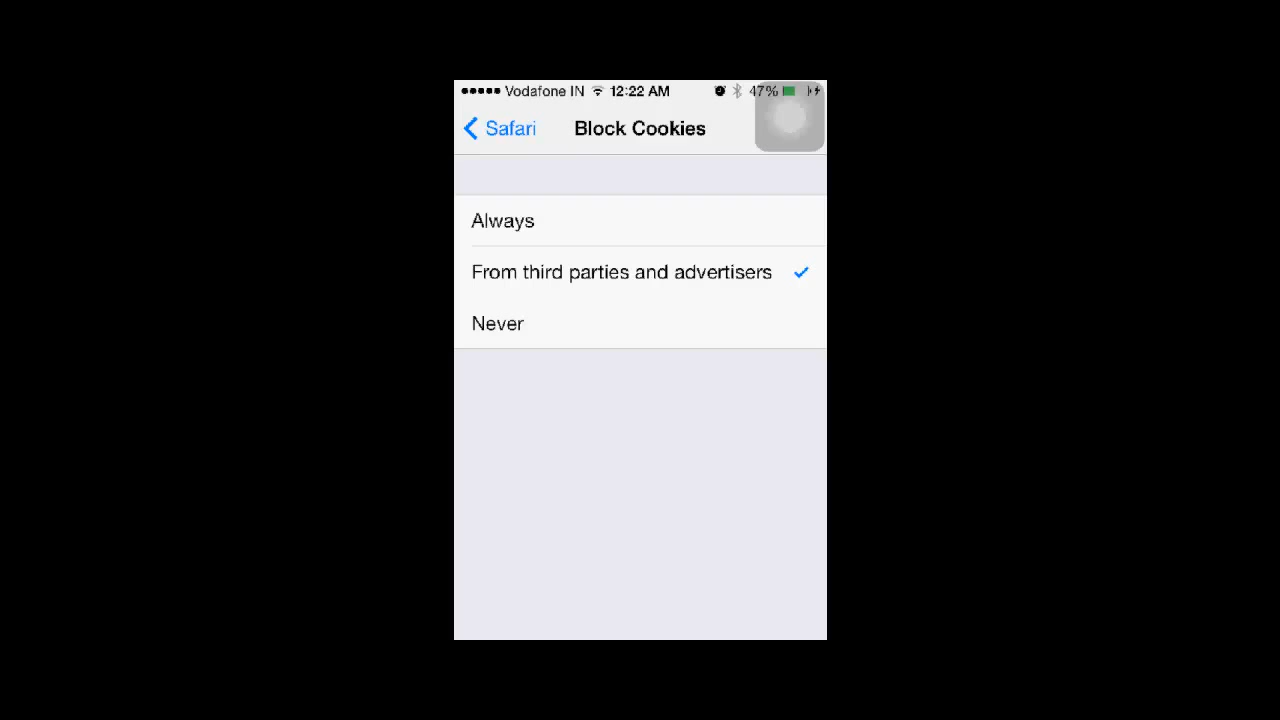 Vodafone IN 12:22 AM 47%
Safari Block Cookies
Always
From third parties and advertisers
Never